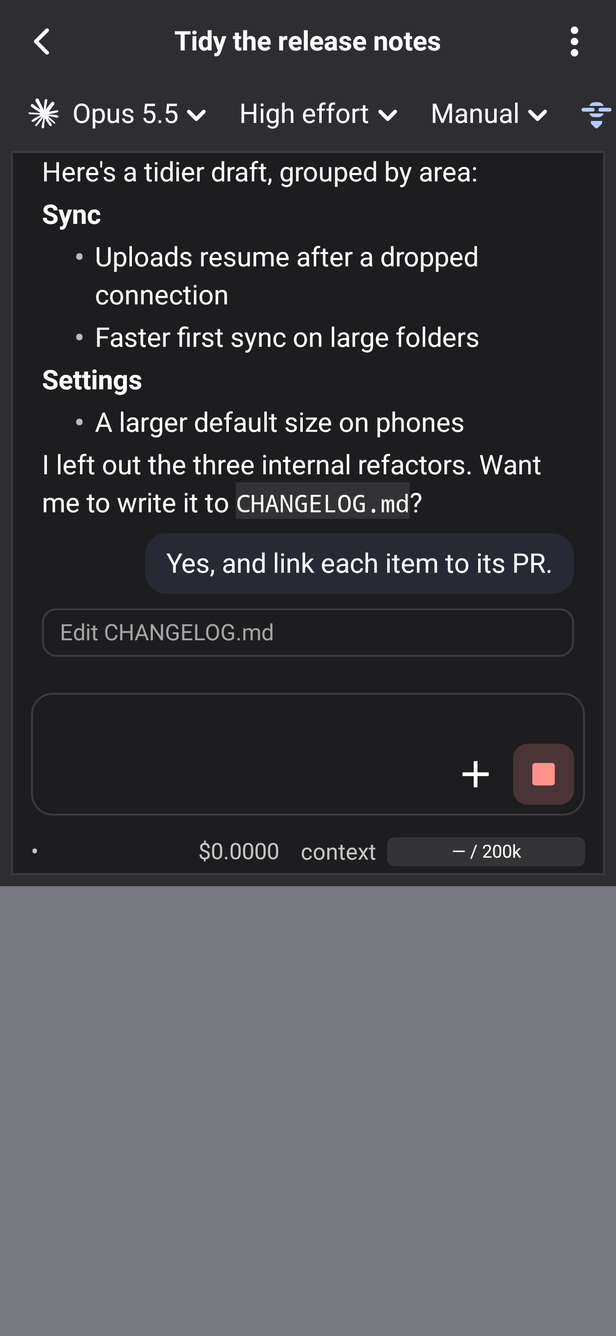 Tidy the release notes
Opus 5.5 High effort Manual
Here's a tidier draft, grouped by area:
Sync
• Uploads resume after a dropped
connection
• Faster first sync on large folders
Settings
• A larger default size on phones
I left out the three internal refactors. Want
me to write it to CHANGELOG.md?
Yes, and link each item to its PR.
Edit CHANGELOG.md
$0.0000 context — / 200k